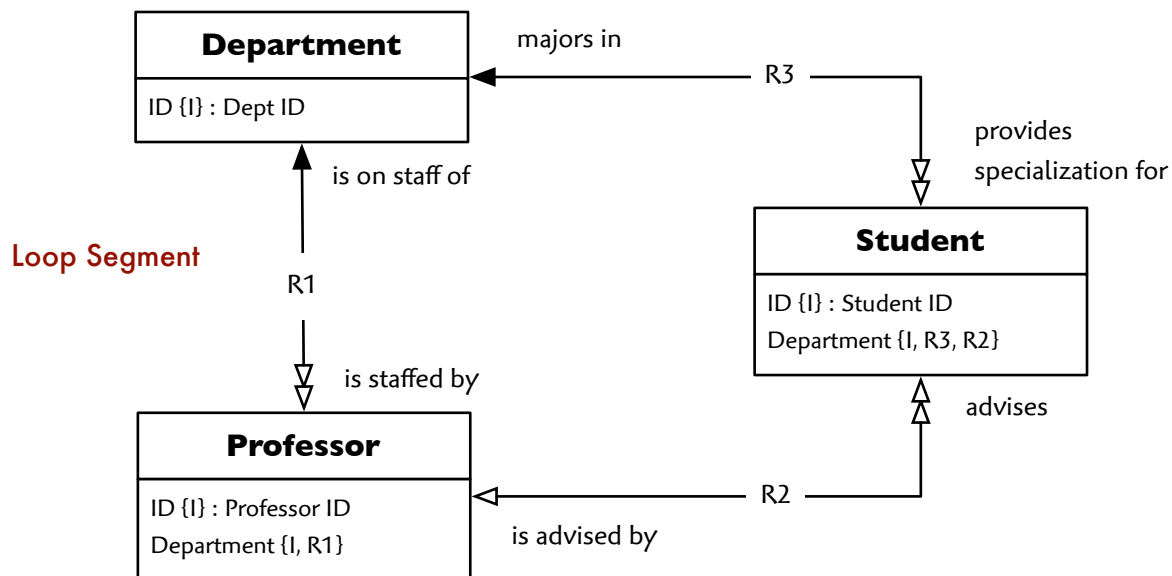 Department
ID {I} : Dept ID
majors in
R3
provides
specialization for
is on staff of
Loop Segment
R1
is staffed by
Student
ID {I} : Student ID
Department {I, R3, R2}
advises
Professor
ID {I} : Professor ID
Department {I, R1}
R2
is advised by